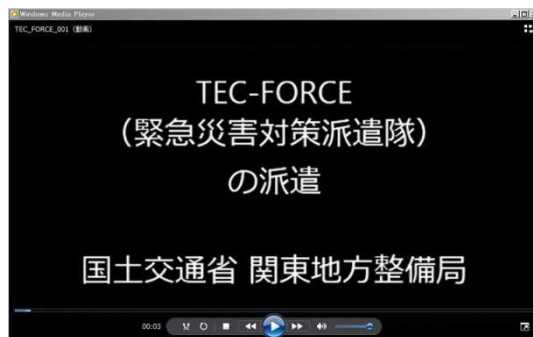 Windows Media Player
TEC_FORCE_001 (動画)
TEC-FORCE
（緊急災害対策派遣隊）
の派遣
国土交通省 関東地方整備局
00:03